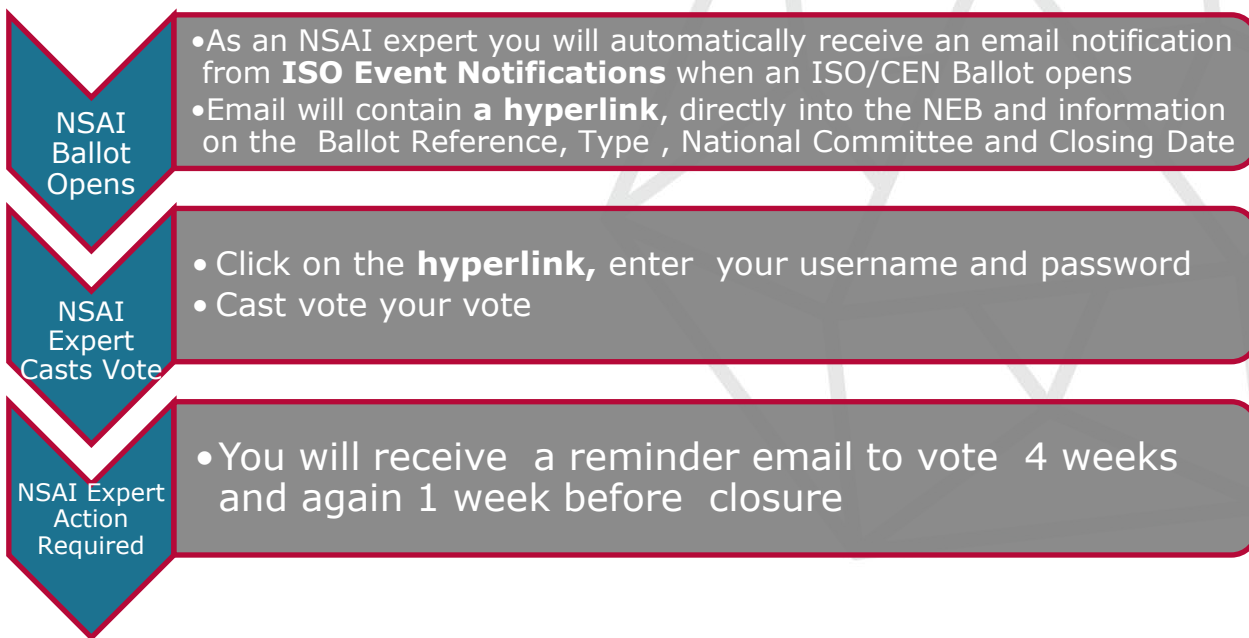 NSAI
Ballot
Opens
•As an NSAI expert you will automatically receive an email notification
from ISO Event Notifications when an ISO/CEN Ballot opens
•Email will contain a hyperlink, directly into the NEB and information
on the Ballot Reference, Type , National Committee and Closing Date
NSAI
Expert
Casts Vote
• Click on the hyperlink, enter your username and password
• Cast vote your vote
NSAI Expert
Action
Required
•You will receive a reminder email to vote 4 weeks
and again 1 week before closure